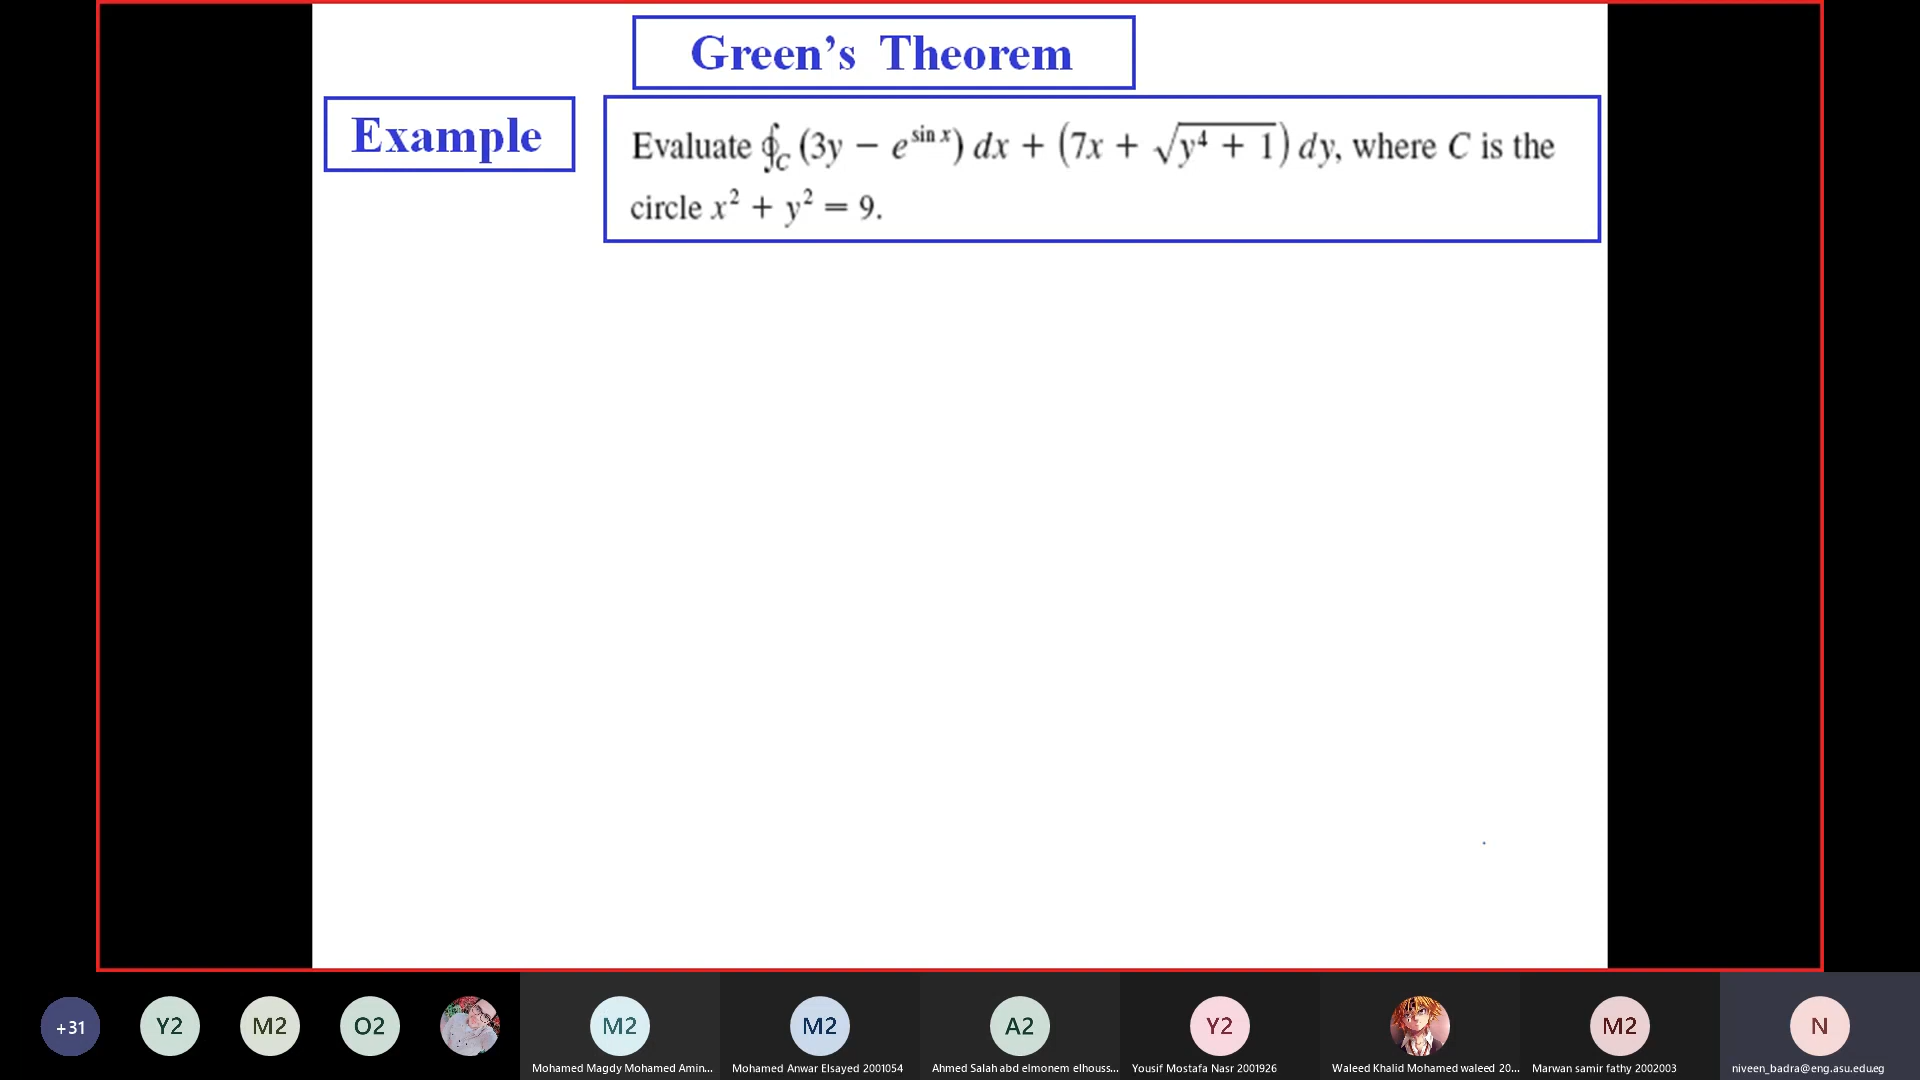 Green's Theorem
Example
Evaluate ∮_C (3y − e^{sin x}) dx + (7x + √(y⁴ + 1)) dy, where C is the
circle x² + y² = 9.
+31
Y2
M2
O2
M2
M2
A2
Y2
M2
N
Mohamed Magdy Mohamed Amin...
Mohamed Anwar Elsayed 2001054
Ahmed Salah abd elmonem elhouss...
Yousif Mostafa Nasr 2001926
Waleed Khalid Mohamed waleed 20...
Marwan samir fathy 2002003
niveen_badra@eng.asu.edu.eg